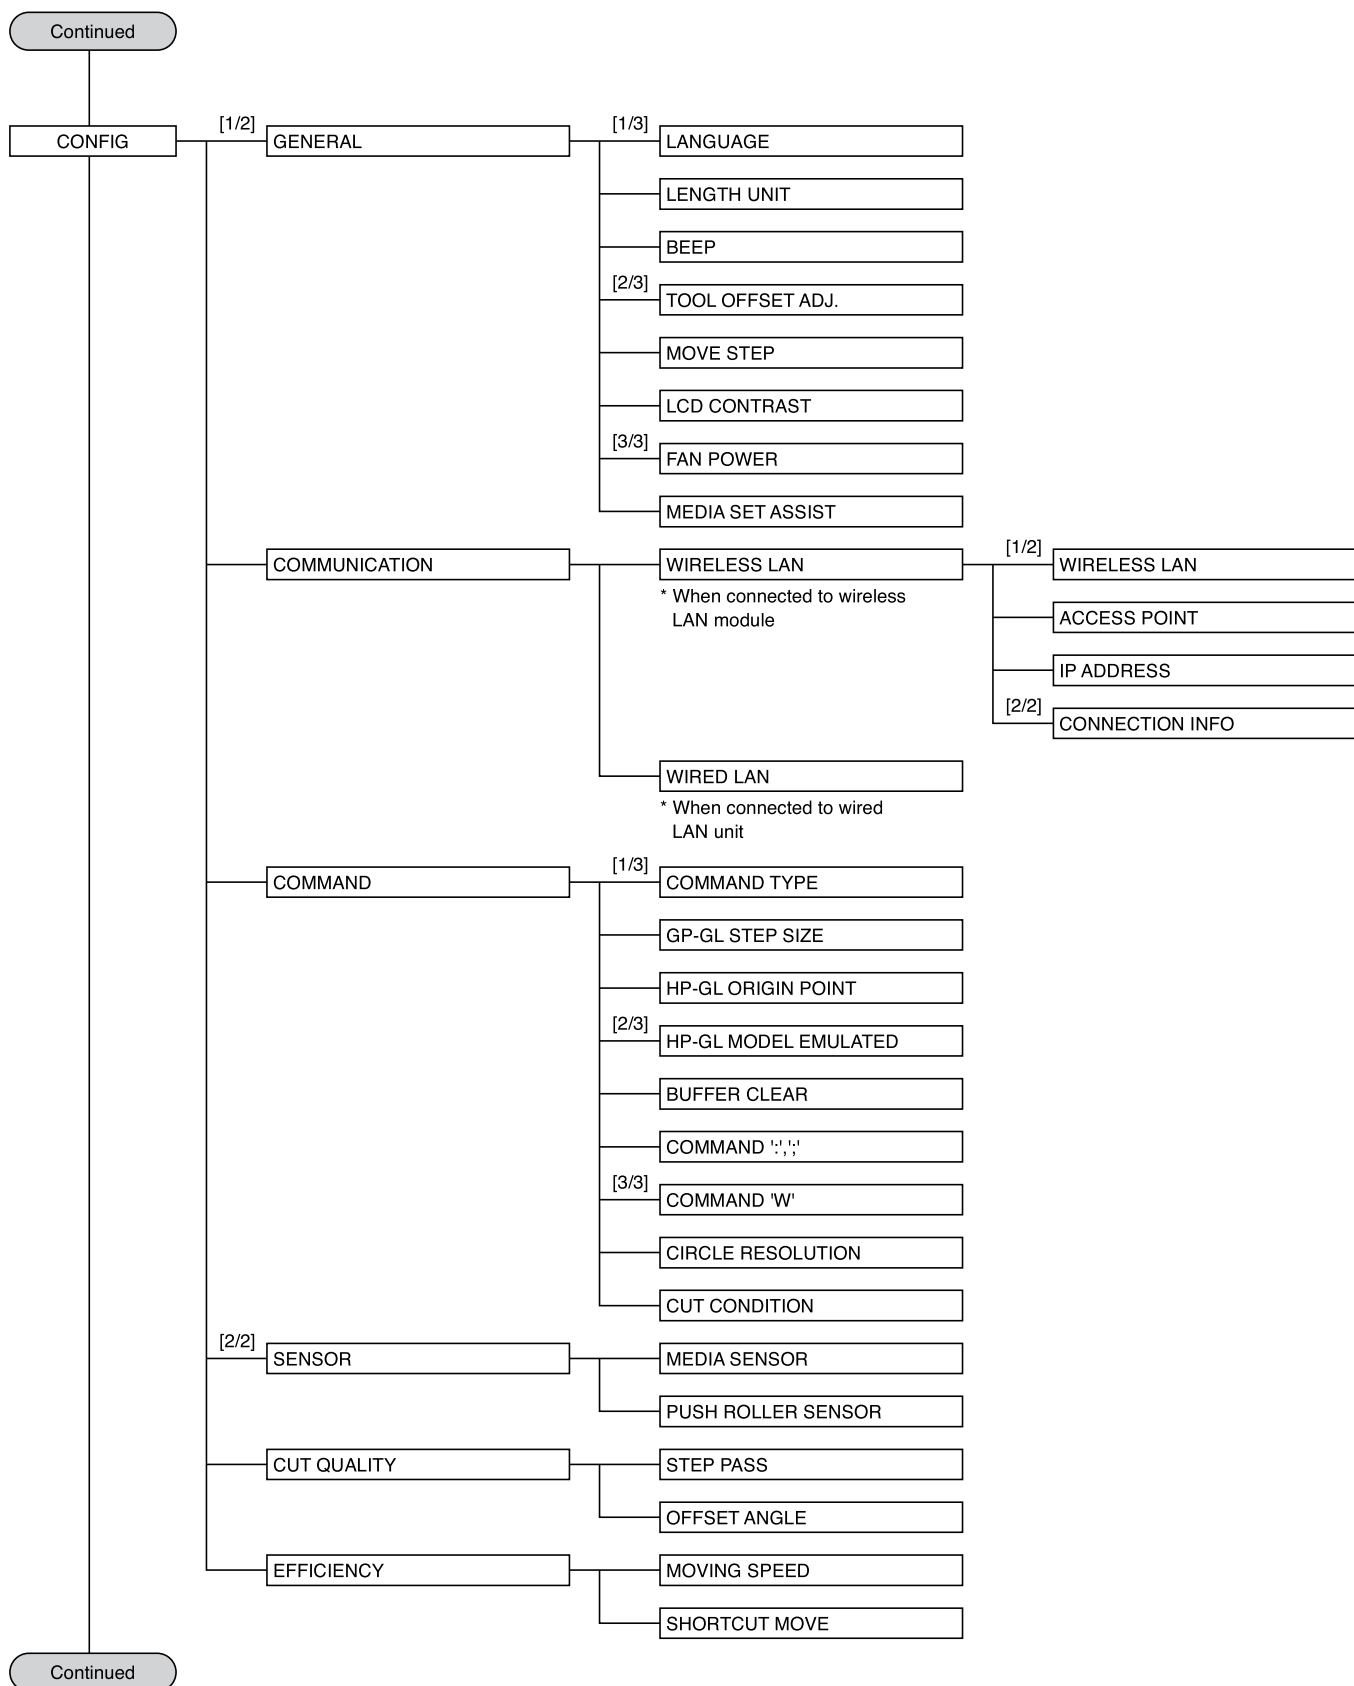 Continued
[1/2]
[1/3]
CONFIG
GENERAL
LANGUAGE
LENGTH UNIT
BEEP
[2/3]
TOOL OFFSET ADJ.
MOVE STEP
LCD CONTRAST
[3/3]
FAN POWER
MEDIA SET ASSIST
[1/2]
COMMUNICATION
WIRELESS LAN
WIRELESS LAN
* When connected to wireless
LAN module
ACCESS POINT
IP ADDRESS
[2/2]
CONNECTION INFO
WIRED LAN
* When connected to wired
LAN unit
[1/3]
COMMAND
COMMAND TYPE
GP-GL STEP SIZE
HP-GL ORIGIN POINT
[2/3]
HP-GL MODEL EMULATED
BUFFER CLEAR
COMMAND ':',';'
[3/3]
COMMAND 'W'
CIRCLE RESOLUTION
CUT CONDITION
[2/2]
SENSOR
MEDIA SENSOR
PUSH ROLLER SENSOR
CUT QUALITY
STEP PASS
OFFSET ANGLE
EFFICIENCY
MOVING SPEED
SHORTCUT MOVE
Continued